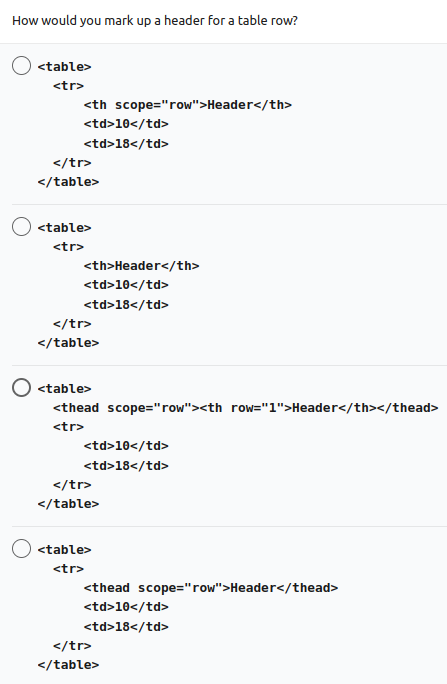 How would you mark up a header for a table row?
<table>
<tr>
<th scope="row">Header</th>
<td>10</td>
<td>18</td>
</tr>
</table>
<table>
<tr>
<th>Header</th>
<td>10</td>
<td>18</td>
</tr>
</table>
<table>
<thead scope="row"><th row="1">Header</th></thead>
<tr>
<td>10</td>
<td>18</td>
</tr>
</table>
<table>
<tr>
<thead scope="row">Header</thead>
<td>10</td>
<td>18</td>
</tr>
</table>